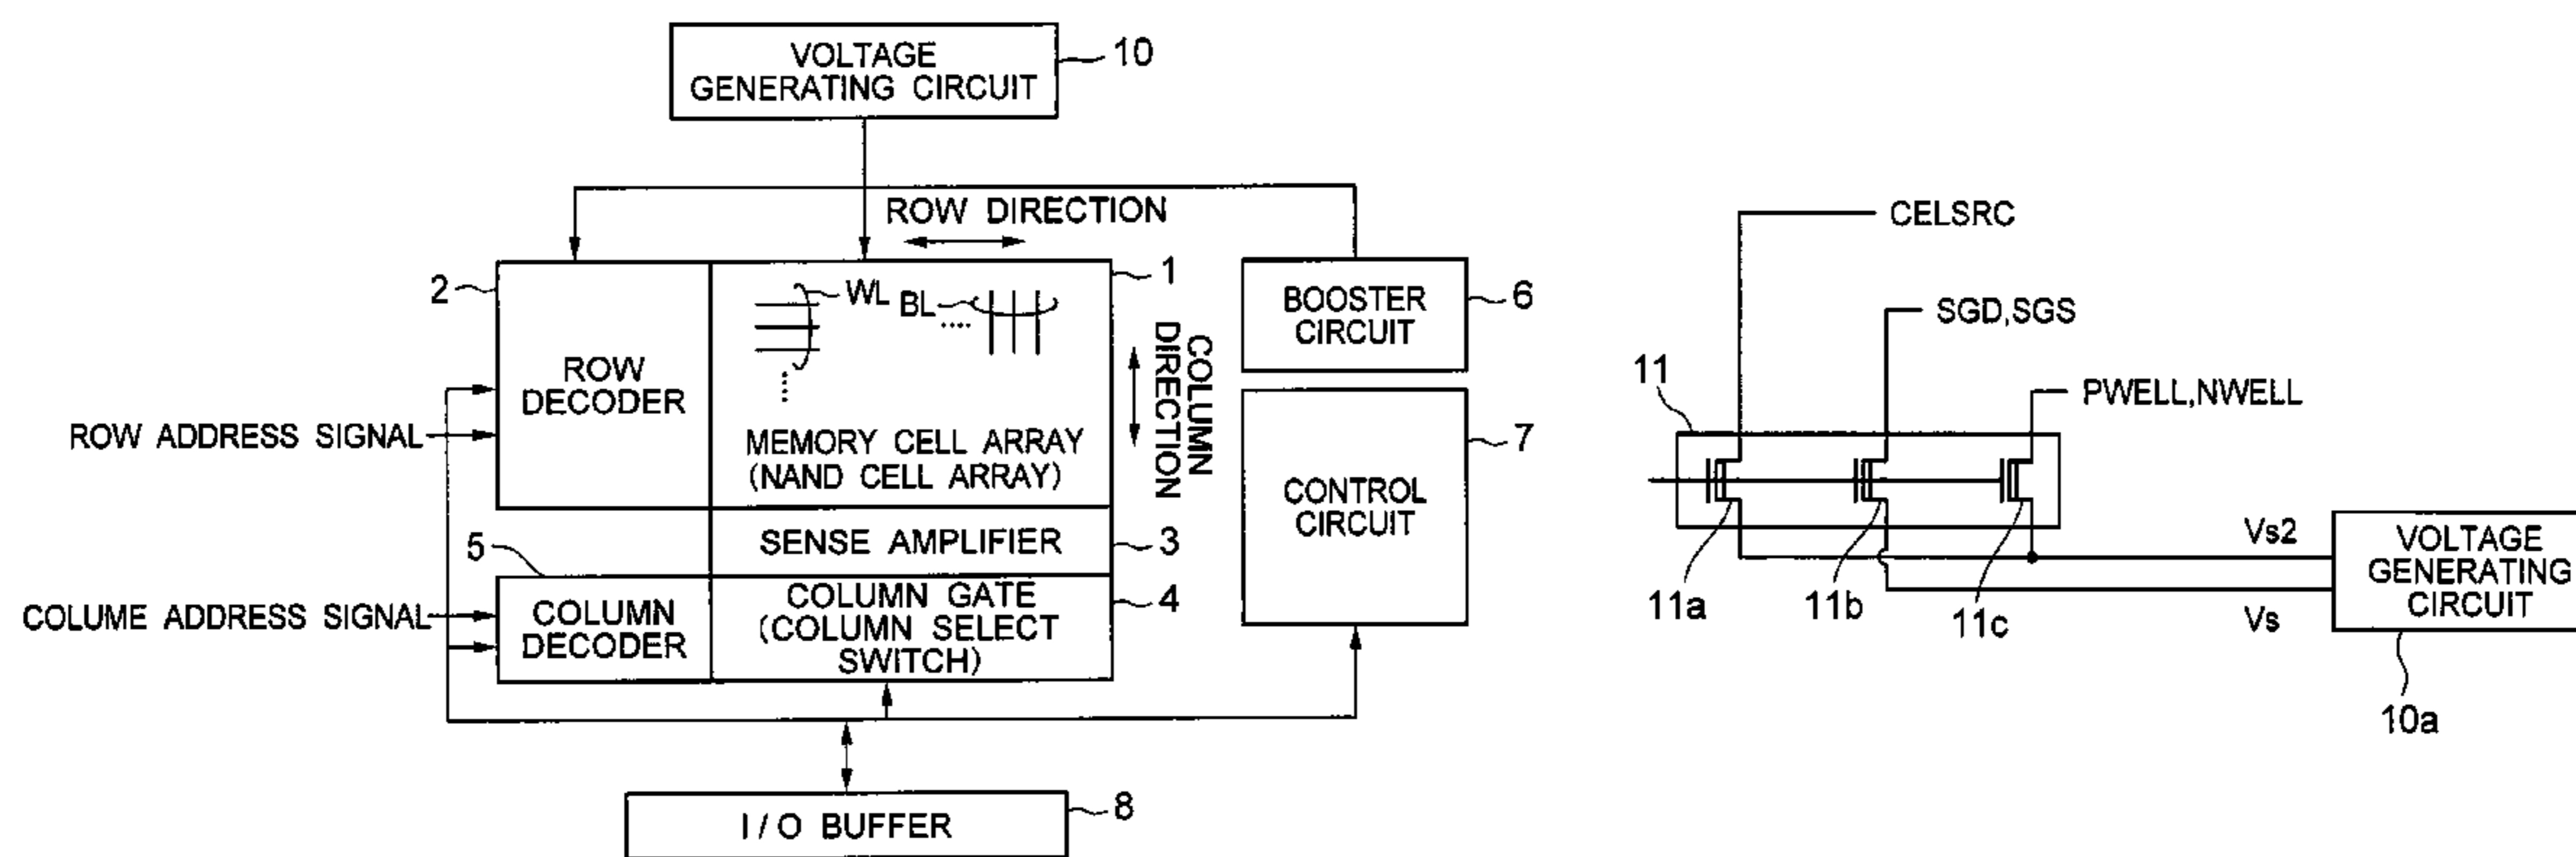 VOLTAGE
GENERATING CIRCUIT
10
ROW DIRECTION
2
1
WL
BL
ROW
DECODER
MEMORY CELL ARRAY
(NAND CELL ARRAY)
COLUMN
DIRECTION
BOOSTER
CIRCUIT
6
ROW ADDRESS SIGNAL
CONTROL
CIRCUIT
7
5
SENSE AMPLIFIER
3
COLUME ADDRESS SIGNAL
COLUMN
DECODER
COLUMN GATE
(COLUMN SELECT
SWITCH)
4
I/O BUFFER
8
CELSRC
SGD,SGS
PWELL,NWELL
11
11a
11b
11c
Vs2
Vs
VOLTAGE
GENERATING
CIRCUIT
10a